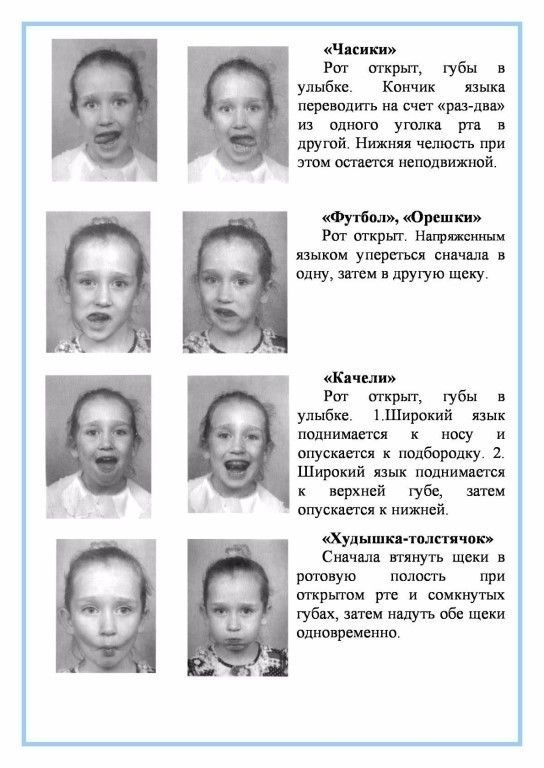 «Часики»
Рот открыт, губы в
улыбке. Кончик языка
переводить на счет «раз-два»
из одного уголка рта в
другой. Нижняя челюсть при
этом остается неподвижной.
«Футбол», «Орешки»
Рот открыт. Напряженным
языком упереться сначала в
одну, затем в другую щеку.
«Качели»
Рот открыт, губы в
улыбке. 1.Широкий язык
поднимается к носу и
опускается к подбородку. 2.
Широкий язык поднимается
к верхней губе, затем
опускается к нижней.
«Худышка-толстячок»
Сначала втянуть щеки в
ротовую полость при
открытом рте и сомкнутых
губах, затем надуть обе щеки
одновременно.